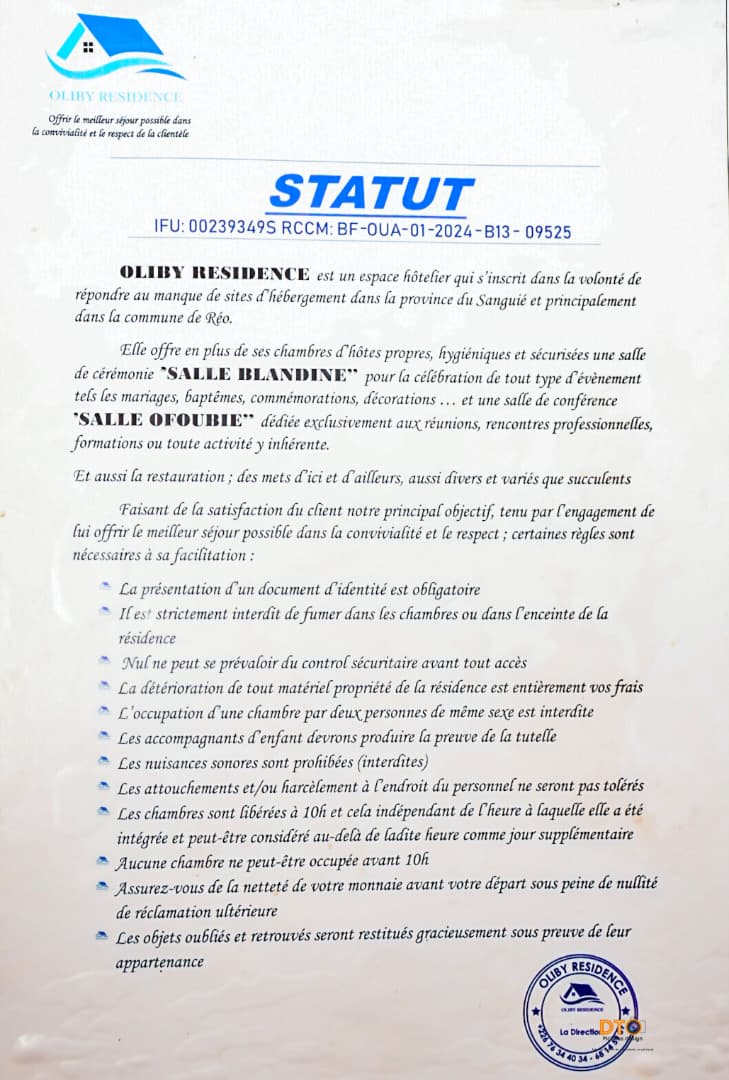 OLIBY RESIDENCE
Offrir le meilleur séjour possible dans
la convivialité et le respect de la clientéle
STATUT
IFU: 00239349S RCCM: BF-OUA-01-2024-B13- 09525
OLIBY RESIDENCE est un espace hôtelier qui s'inscrit dans la volonté de
répondre au manque de sites d'hébergement dans la province du Sanguié et principalement
dans la commune de Réo.
Elle offre en plus de ses chambres d'hôtes propres, hygiéniques et sécurisées une salle
de cérémonie "SALLE BLANDINE" pour la célébration de tout type d'évènement
tels les mariages, baptêmes, commémorations, décorations ... et une salle de conférence
'SALLE OFOUBIE" dédiée exclusivement aux réunions, rencontres professionnelles,
formations ou toute activité y inhérente.
Et aussi la restauration ; des mets d'ici et d'ailleurs, aussi divers et variés que succulents
Faisant de la satisfaction du client notre principal objectif, tenu par l'engagement de
lui offrir le meilleur séjour possible dans la convivialité et le respect ; certaines règles sont
nécessaires à sa facilitation :
La présentation d'un document d'identité est obligatoire
Il est strictement interdit de fumer dans les chambres ou dans l'enceinte de la
résidence
Nul ne peut se prévaloir du control sécuritaire avant tout accès
La détérioration de tout matériel propriété de la résidence est entièrement vos frais
L'occupation d'une chambre par deux personnes de même sexe est interdite
Les accompagnants d'enfant devrons produire la preuve de la tutelle
Les nuisances sonores sont prohibées (interdites)
Les attouchements et/ou harcèlement à l'endroit du personnel ne seront pas tolérés
Les chambres sont libérées à 10h et cela indépendant de l'heure à laquelle elle a été
intégrée et peut-être considéré au-delà de ladite heure comme jour supplémentaire
Aucune chambre ne peut-être occupée avant 10h
Assurez-vous de la netteté de votre monnaie avant votre départ sous peine de nullité
de réclamation ultérieure
Les objets oubliés et retrouvés seront restitués gracieusement sous preuve de leur
appartenance
OLIBY RESIDENCE
OLIBY RESIDENCE
La Direction
+226 76 34 40 34 - 68 14
DTO